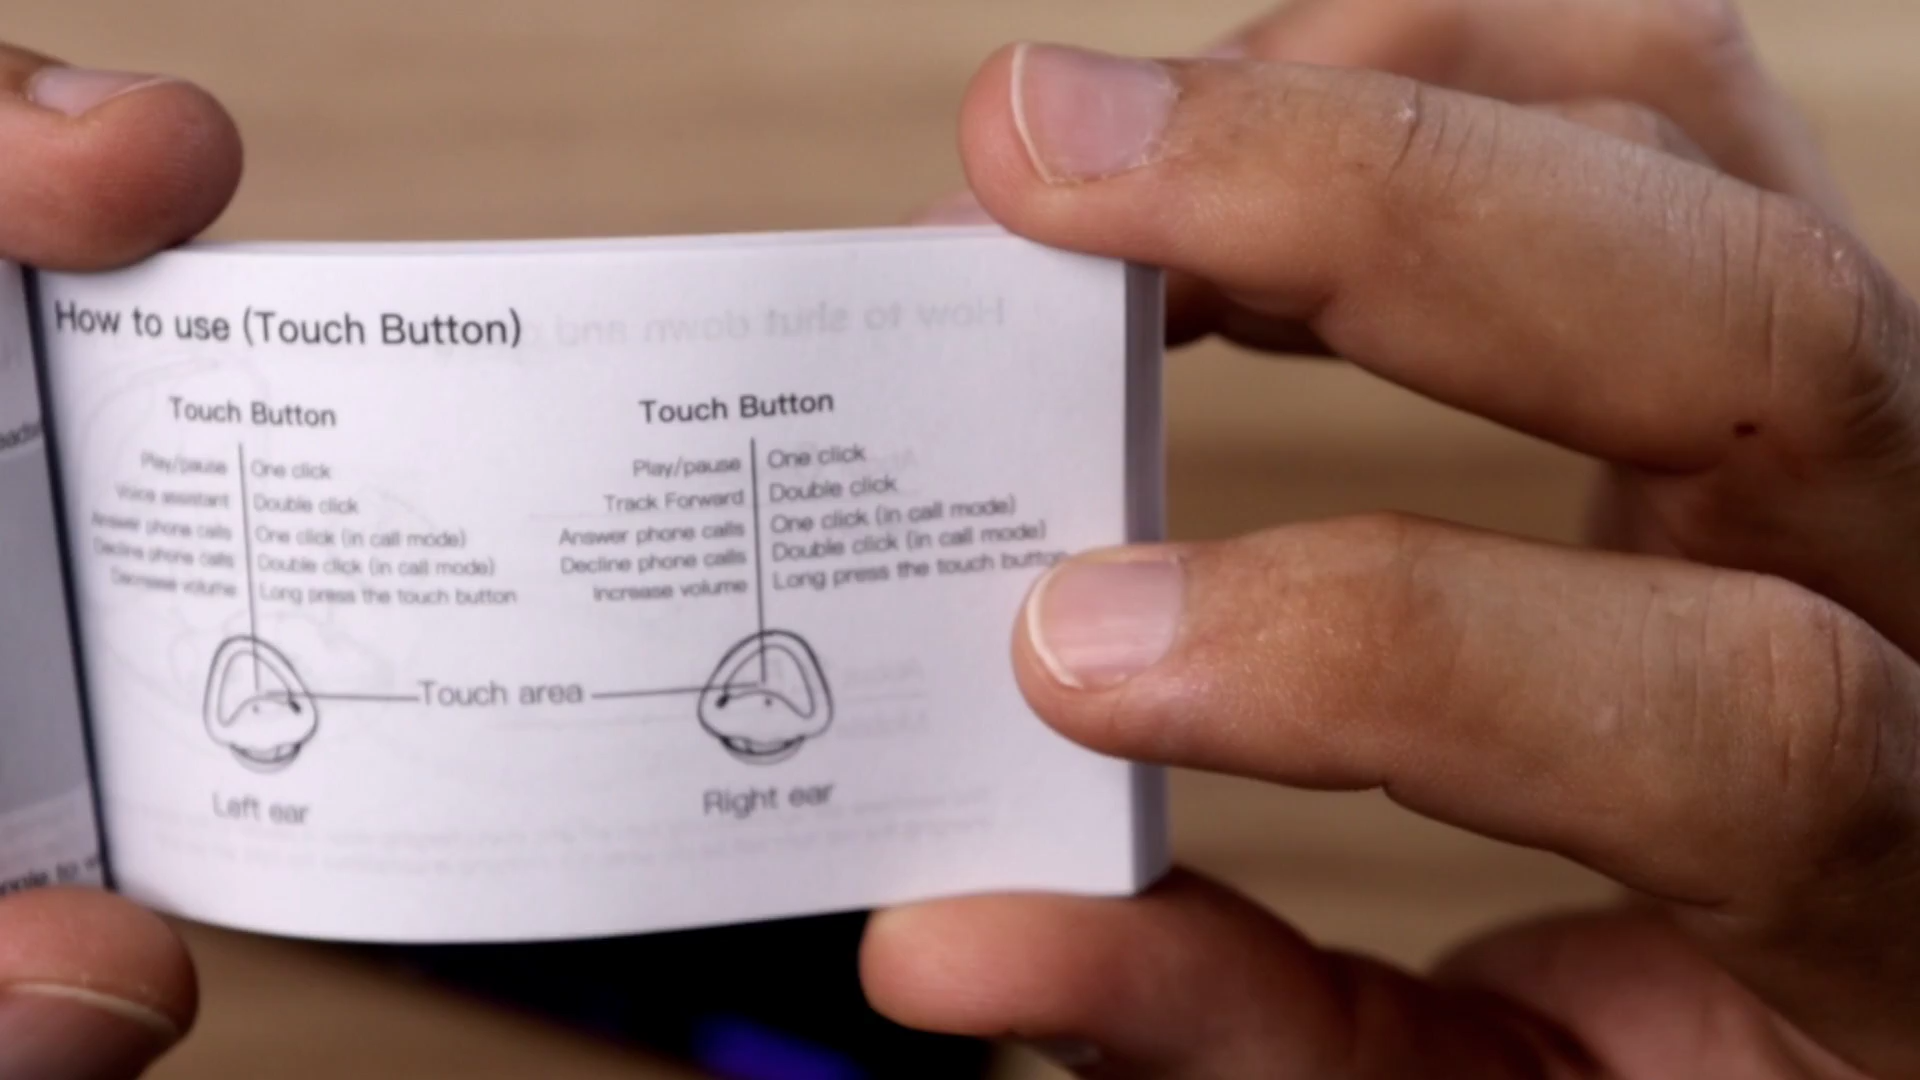 How to use (Touch Button)
Touch Button
Play/pause One click
Voice assistant Double click
Answer phone calls One click (in call mode)
Decline phone calls Double click (in call mode)
Decrease volume Long press the touch button
Touch Button
Play/pause One click
Track Forward Double click
Answer phone calls One click (in call mode)
Decline phone calls Double click (in call mode)
Increase volume Long press the touch button
Touch area
Left ear
Right ear